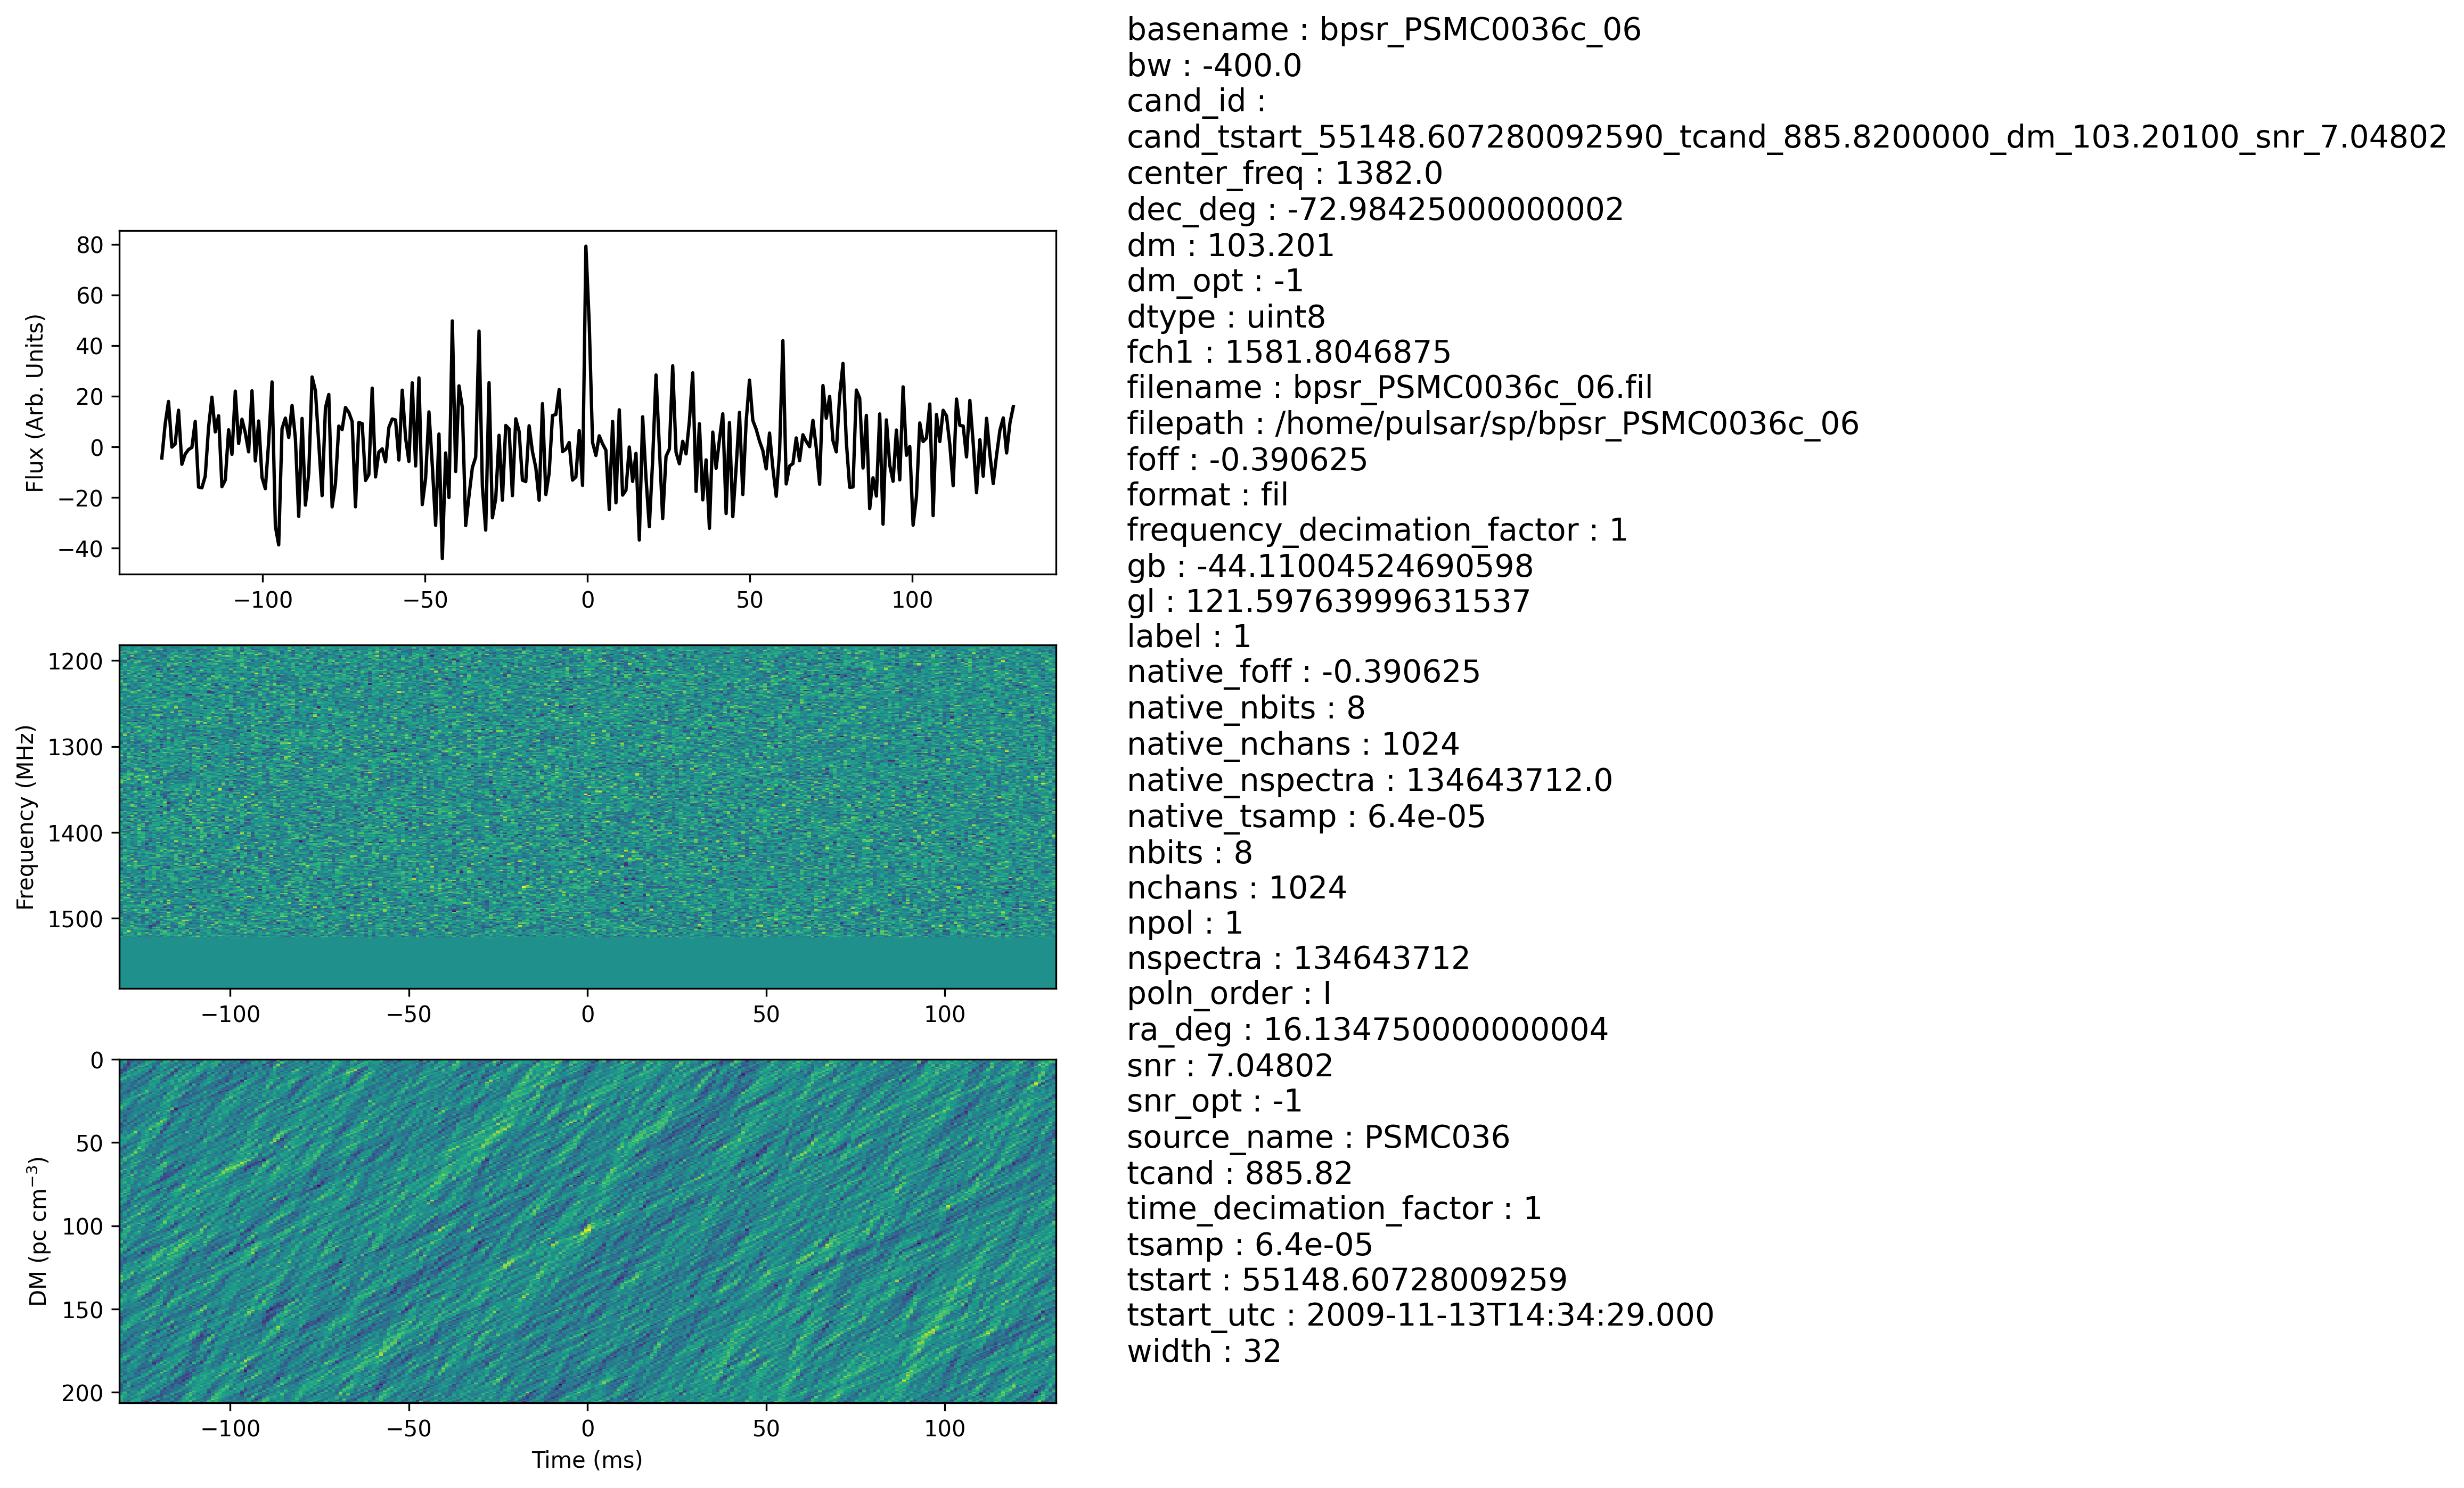 basename : bpsr_PSMC0036c_06
bw : -400.0
cand_id :
cand_tstart_55148.607280092590_tcand_885.8200000_dm_103.20100_snr_7.04802
center_freq : 1382.0
dec_deg : -72.98425000000002
dm : 103.201
dm_opt : -1
dtype : uint8
fch1 : 1581.8046875
filename : bpsr_PSMC0036c_06.fil
filepath : /home/pulsar/sp/bpsr_PSMC0036c_06
foff : -0.390625
format : fil
frequency_decimation_factor : 1
gb : -44.11004524690598
gl : 121.59763999631537
label : 1
native_foff : -0.390625
native_nbits : 8
native_nchans : 1024
native_nspectra : 134643712.0
native_tsamp : 6.4e-05
nbits : 8
nchans : 1024
npol : 1
nspectra : 134643712
poln_order : I
ra_deg : 16.134750000000004
snr : 7.04802
snr_opt : -1
source_name : PSMC036
tcand : 885.82
time_decimation_factor : 1
tsamp : 6.4e-05
tstart : 55148.60728009259
tstart_utc : 2009-11-13T14:34:29.000
width : 32
Flux (Arb. Units)
80
60
40
20
0
−20
−40
−100 −50 0 50 100
Frequency (MHz)
1200
1300
1400
1500
−100 −50 0 50 100
DM (pc cm⁻³)
0
50
100
150
200
−100 −50 0 50 100
Time (ms)